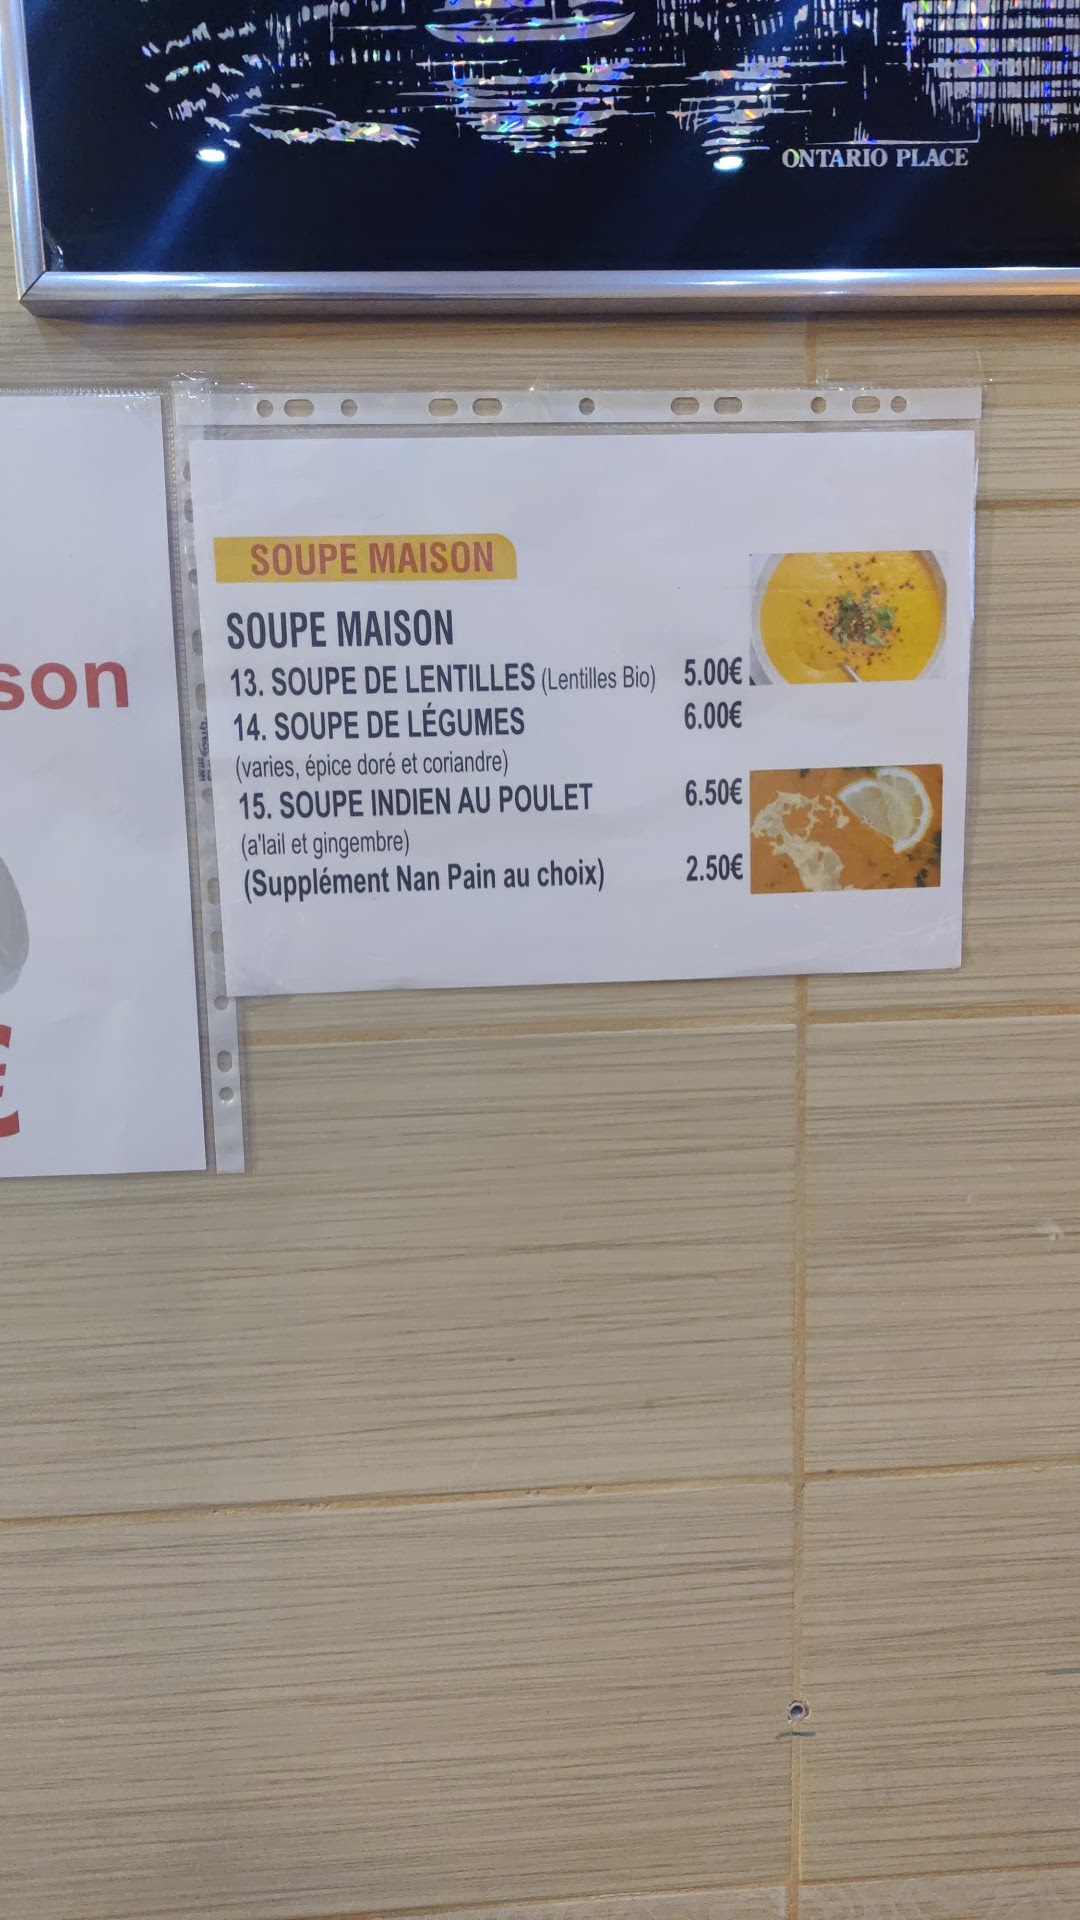 ONTARIO PLACE
son
€
SOUPE MAISON
SOUPE MAISON
13. SOUPE DE LENTILLES (Lentilles Bio) 5.00€
14. SOUPE DE LÉGUMES 6.00€
(varies, épice doré et coriandre)
15. SOUPE INDIEN AU POULET 6.50€
(a'lail et gingembre)
(Supplément Nan Pain au choix) 2.50€